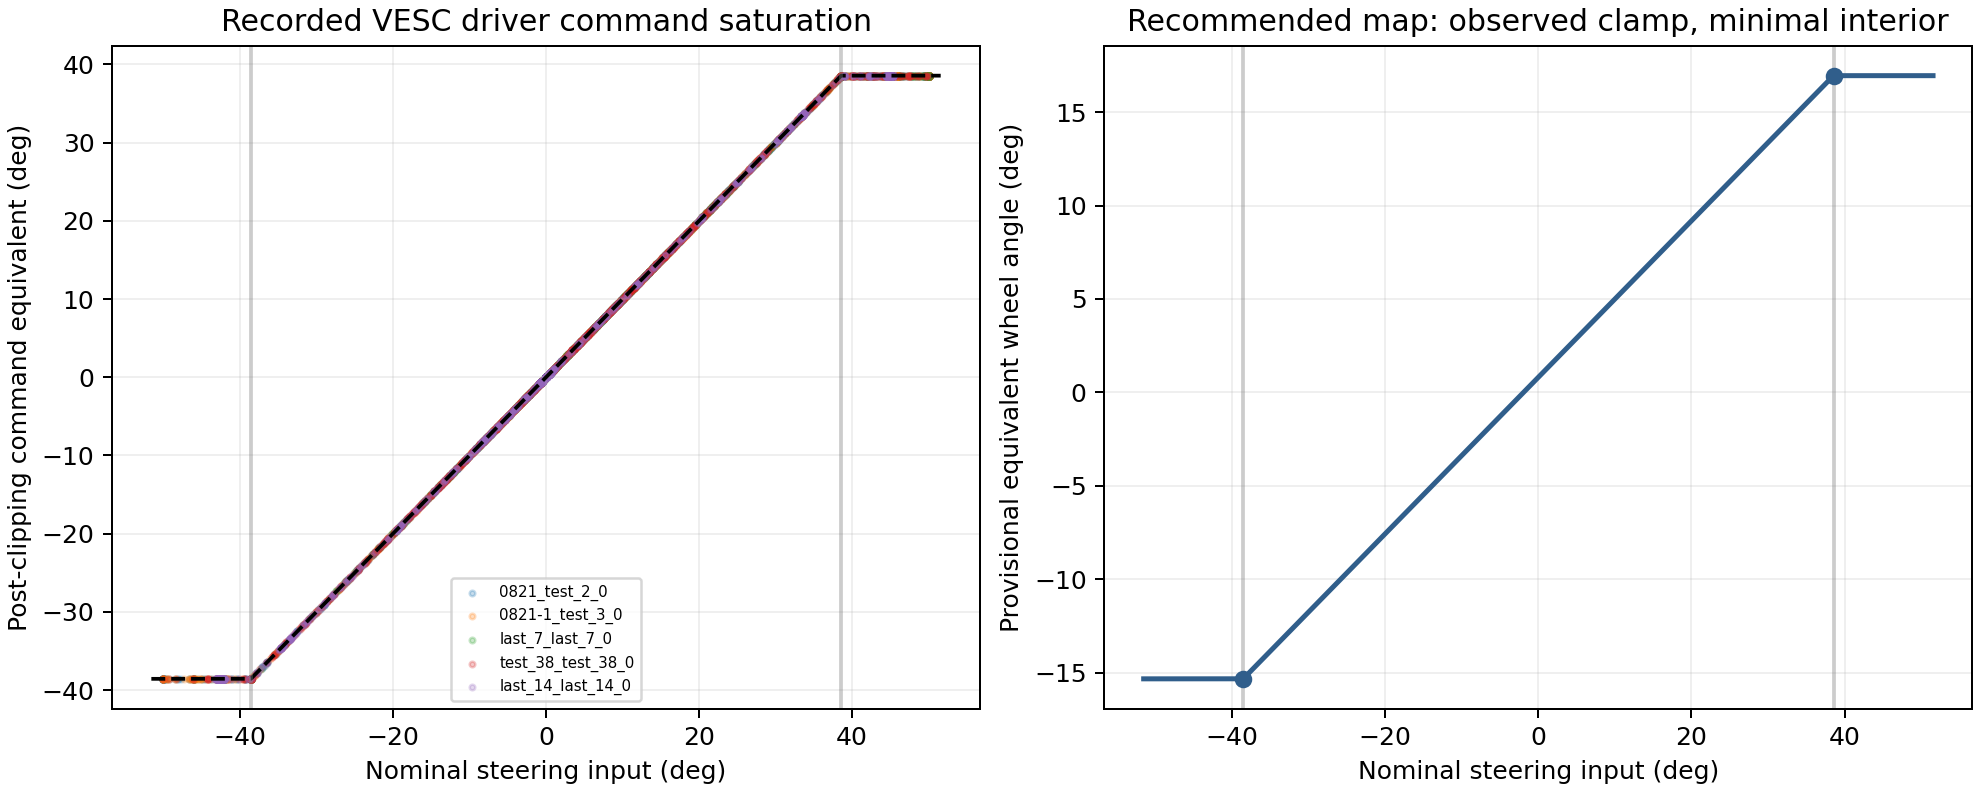 Recorded VESC driver command saturation
Post-clipping command equivalent (deg)
40
30
20
10
0
−10
−20
−30
−40
0821_test_2_0
0821-1_test_3_0
last_7_last_7_0
test_38_test_38_0
last_14_last_14_0
−40
−20
0
20
40
Nominal steering input (deg)
Recommended map: observed clamp, minimal interior
Provisional equivalent wheel angle (deg)
15
10
5
0
−5
−10
−15
−40
−20
0
20
40
Nominal steering input (deg)